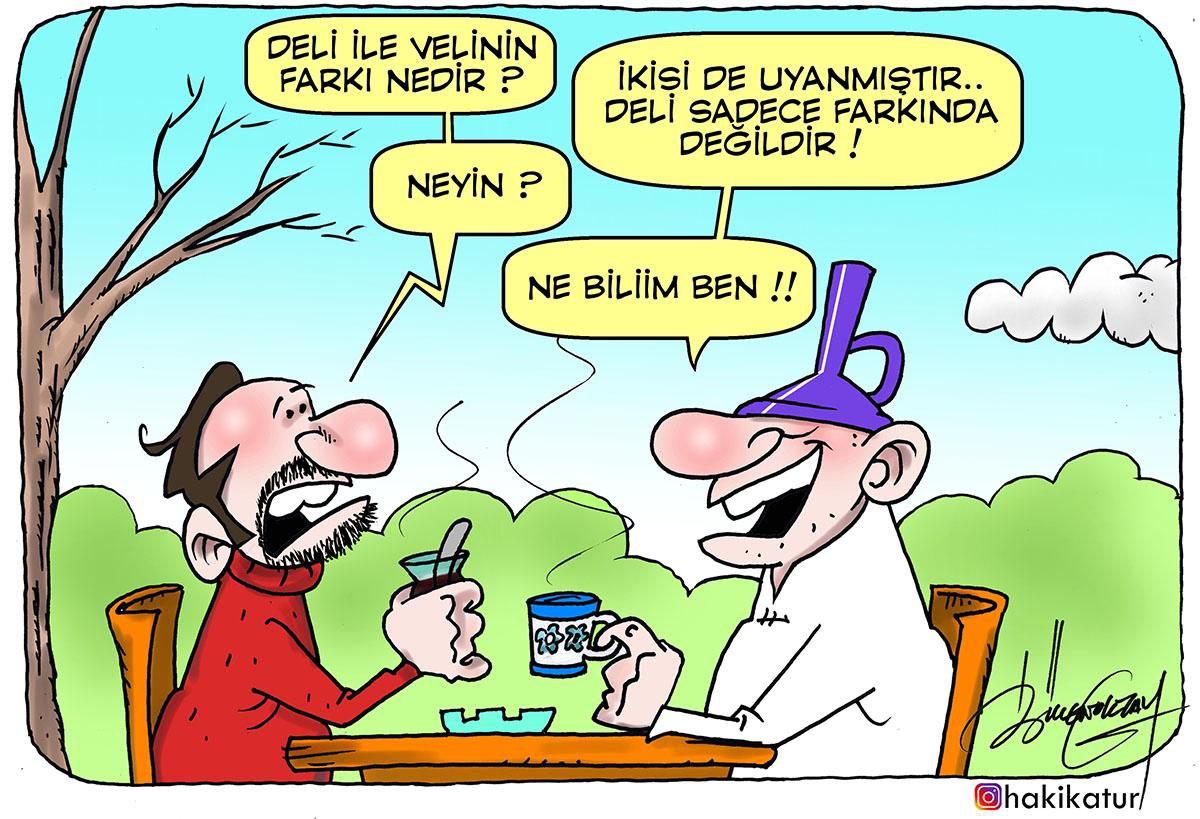 DELİ İLE VELİNİN
FARKI NEDİR ?
İKİSİ DE UYANMIŞTIR..
DELİ SADECE FARKINDA
DEĞİLDİR !
NEYİN ?
NE BİLİİM BEN !!
hakikatur